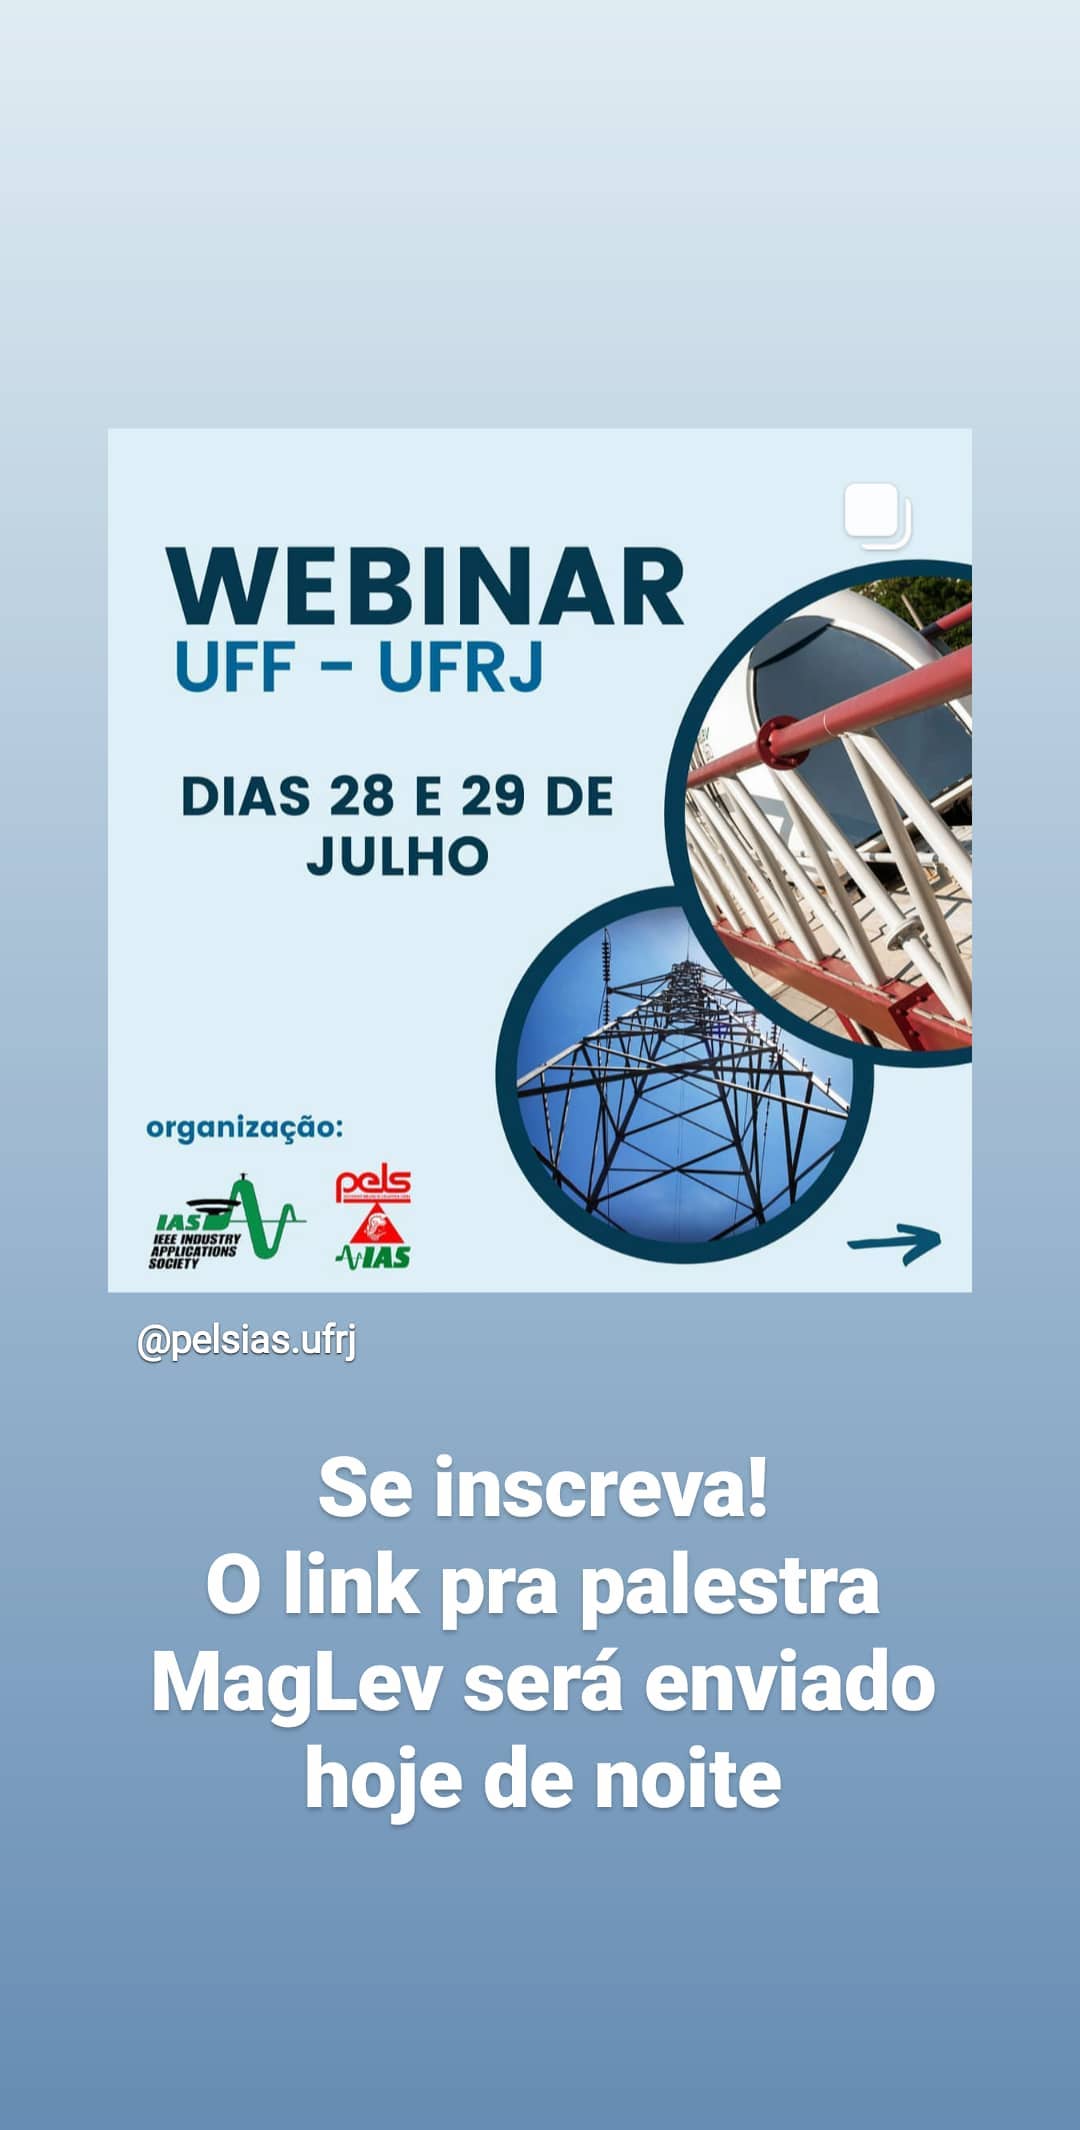 WEBINAR
UFF - UFRJ
DIAS 28 E 29 DE
JULHO
organização:
IAS
IEEE INDUSTRY
APPLICATIONS
SOCIETY
pels
IAS
@pelsias.ufrj
Se inscreva!
O link pra palestra
MagLev será enviado
hoje de noite